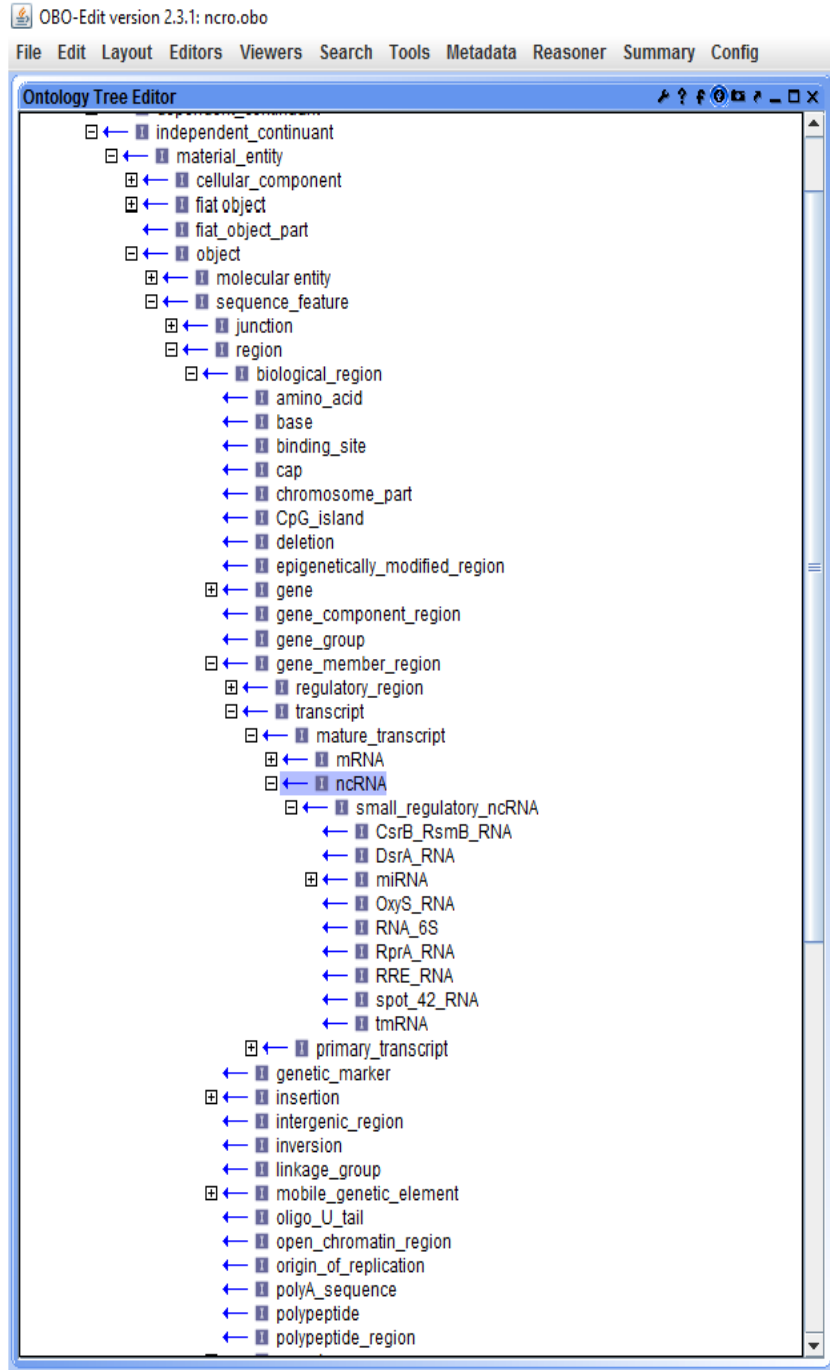 OBO-Edit version 2.3.1: ncro.obo
File Edit Layout Editors Viewers Search Tools Metadata Reasoner Summary Config
Ontology Tree Editor
independent_continuant
material_entity
cellular_component
fiat object
fiat_object_part
object
molecular entity
sequence_feature
junction
region
biological_region
amino_acid
base
binding_site
cap
chromosome_part
CpG_island
deletion
epigenetically_modified_region
gene
gene_component_region
gene_group
gene_member_region
regulatory_region
transcript
mature_transcript
mRNA
ncRNA
small_regulatory_ncRNA
CsrB_RsmB_RNA
DsrA_RNA
miRNA
OxyS_RNA
RNA_6S
RprA_RNA
RRE_RNA
spot_42_RNA
tmRNA
primary_transcript
genetic_marker
insertion
intergenic_region
inversion
linkage_group
mobile_genetic_element
oligo_U_tail
open_chromatin_region
origin_of_replication
polyA_sequence
polypeptide
polypeptide_region